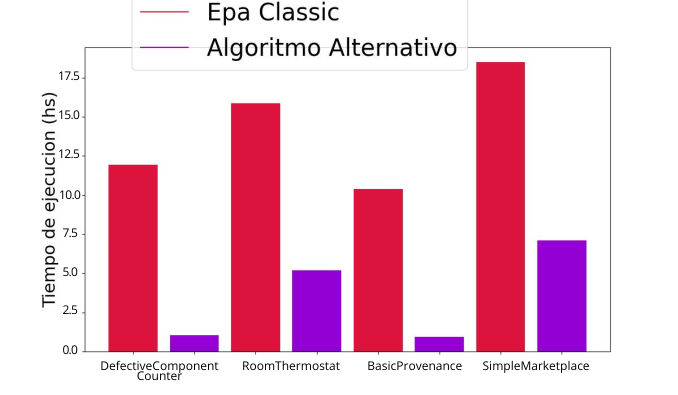 Epa Classic
Algoritmo Alternativo
Tiempo de ejecucion (hs)
17.5
15.0
12.5
10.0
7.5
5.0
2.5
0.0
DefectiveComponent
Counter
RoomThermostat
BasicProvenance
SimpleMarketplace